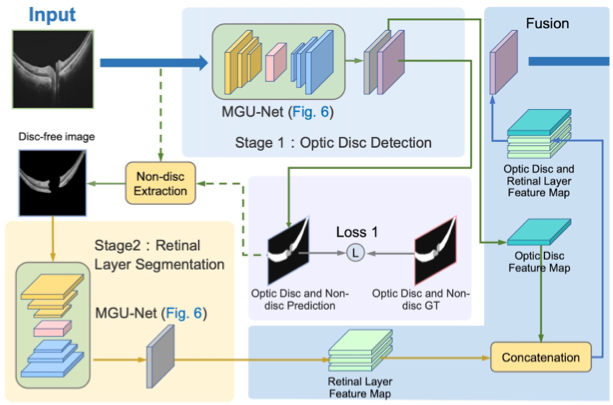 Input
Fusion
MGU-Net (Fig. 6)
Stage 1：Optic Disc Detection
Disc-free image
Non-disc
Extraction
Optic Disc and
Retinal Layer
Feature Map
Stage2：Retinal
Layer Segmentation
Loss 1
L
Optic Disc
Feature Map
Optic Disc and Non-
disc Prediction
Optic Disc and Non-
disc GT
MGU-Net (Fig. 6)
Concatenation
Retinal Layer
Feature Map